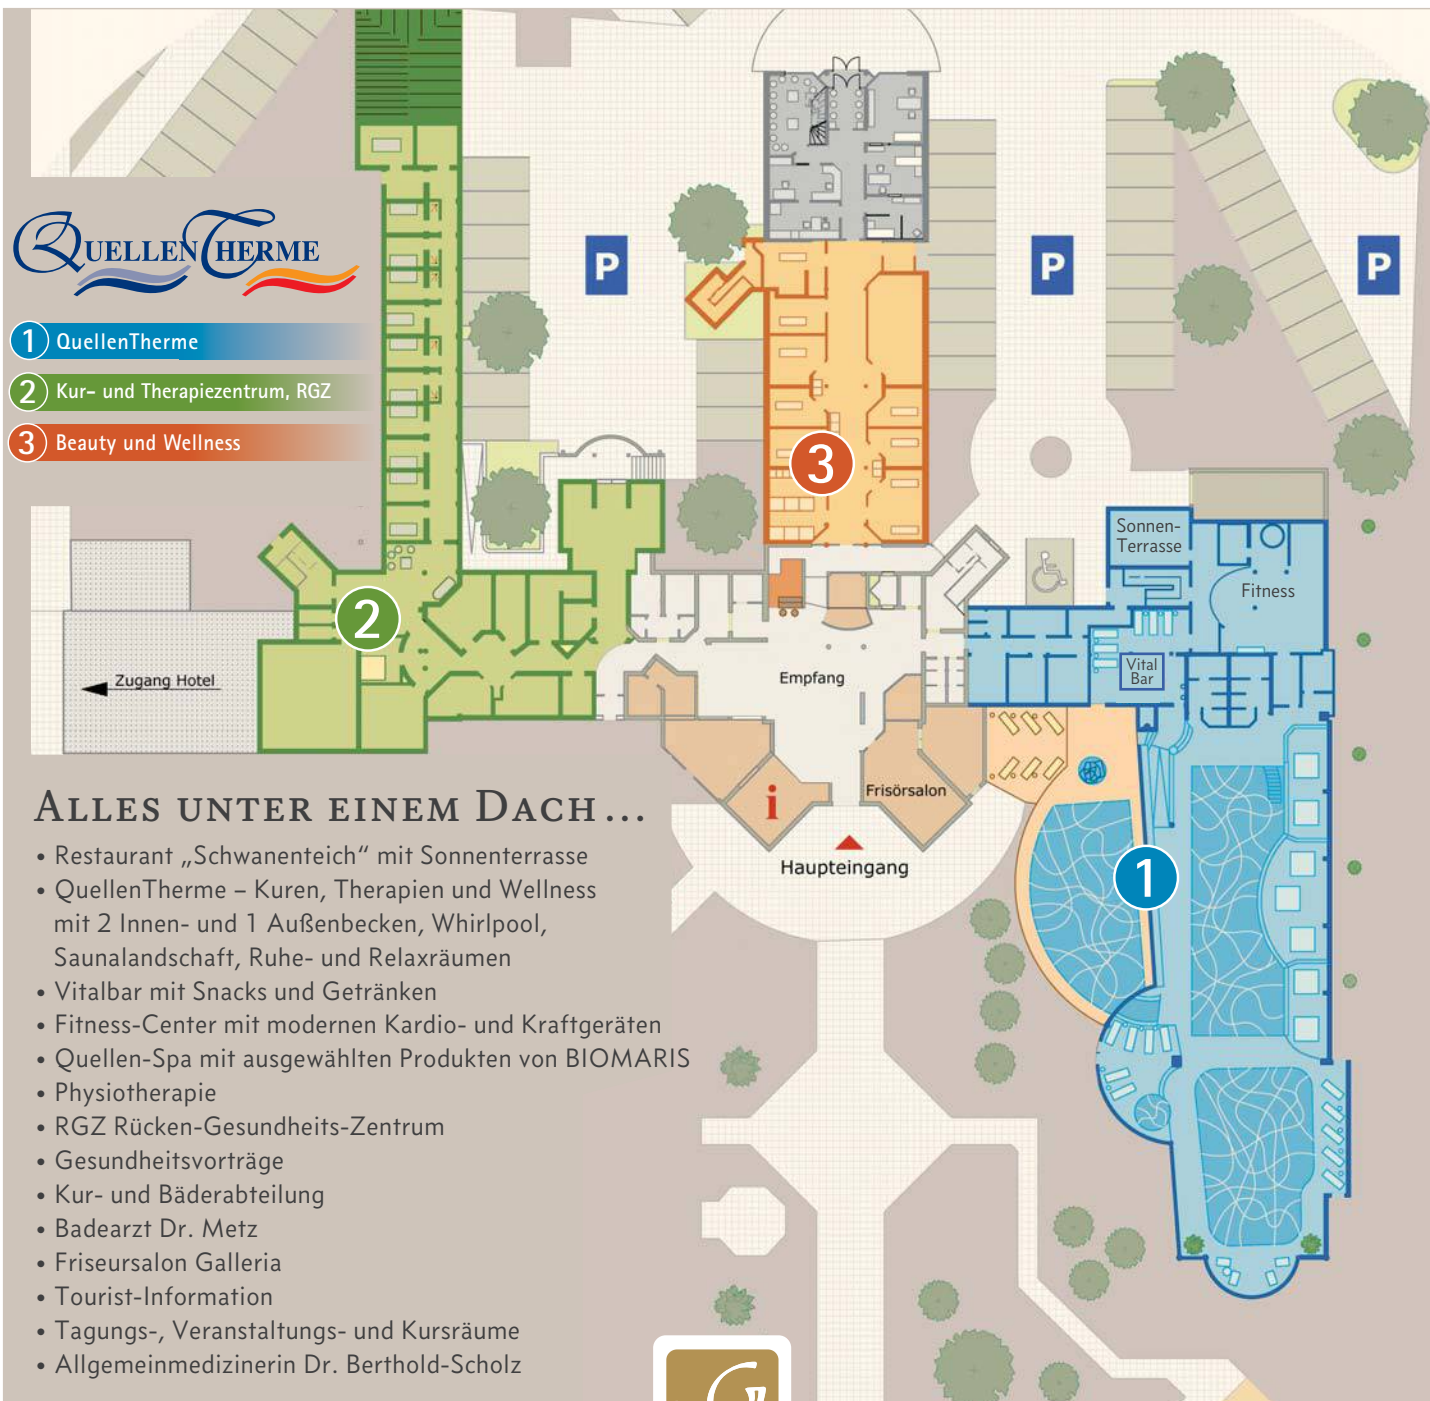 QUELLENTHERME
1 QuellenTherme
2 Kur- und Therapiezentrum, RGZ
3 Beauty und Wellness
P
P
P
3
Sonnen-
Terrasse
Fitness
2
Zugang Hotel
Empfang
Vital
Bar
i
Frisörsalon
Haupteingang
1
ALLES UNTER EINEM DACH ...
• Restaurant „Schwanenteich“ mit Sonnenterrasse
• QuellenTherme – Kuren, Therapien und Wellness
mit 2 Innen- und 1 Außenbecken, Whirlpool,
Saunalandschaft, Ruhe- und Relaxräumen
• Vitalbar mit Snacks und Getränken
• Fitness-Center mit modernen Kardio- und Kraftgeräten
• Quellen-Spa mit ausgewählten Produkten von BIOMARIS
• Physiotherapie
• RGZ Rücken-Gesundheits-Zentrum
• Gesundheitsvorträge
• Kur- und Bäderabteilung
• Badearzt Dr. Metz
• Friseursalon Galleria
• Tourist-Information
• Tagungs-, Veranstaltungs- und Kursräume
• Allgemeinmedizinerin Dr. Berthold-Scholz